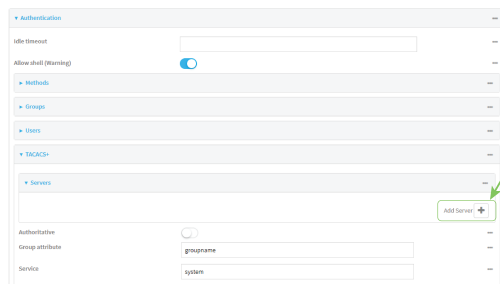 Authentication
Idle timeout
Allow shell (Warning)
Methods
Groups
Users
TACACS+
Servers
Add Server
Authoritative
Group attribute
groupname
Service
system